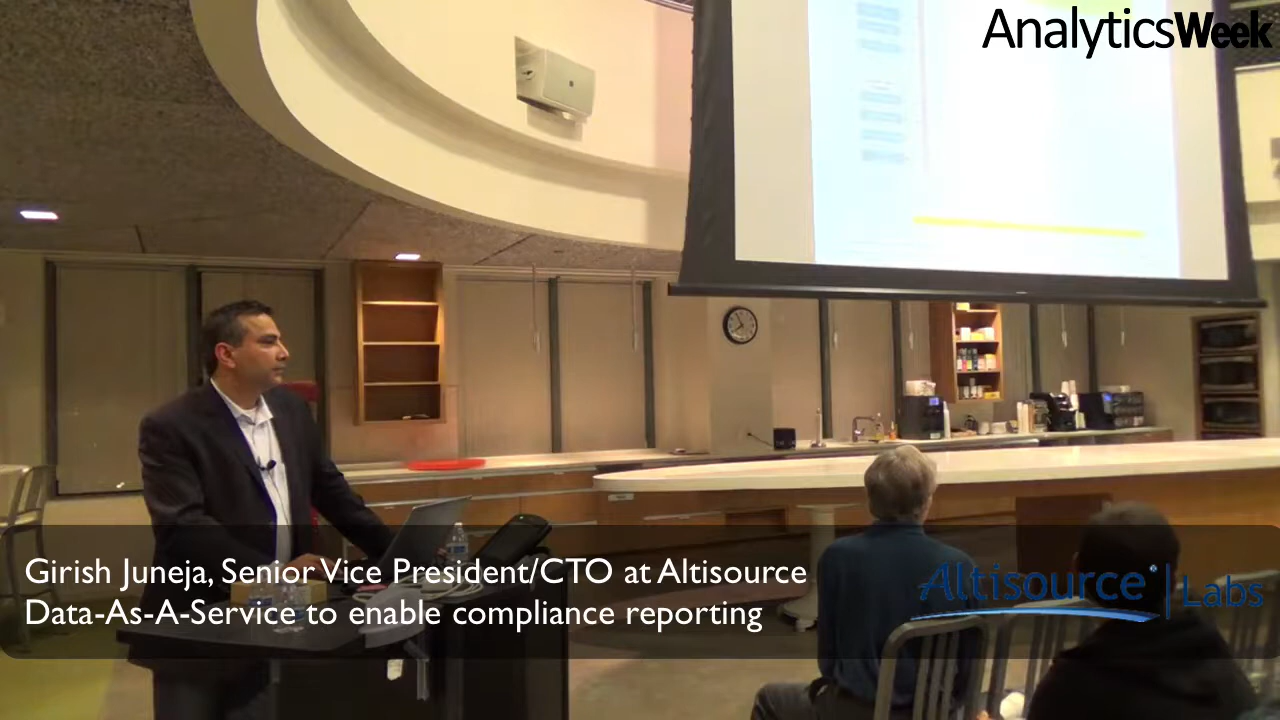 AnalyticsWeek
Girish Juneja, Senior Vice President/CTO at Altisource
Data-As-A-Service to enable compliance reporting
Altisource® | Labs